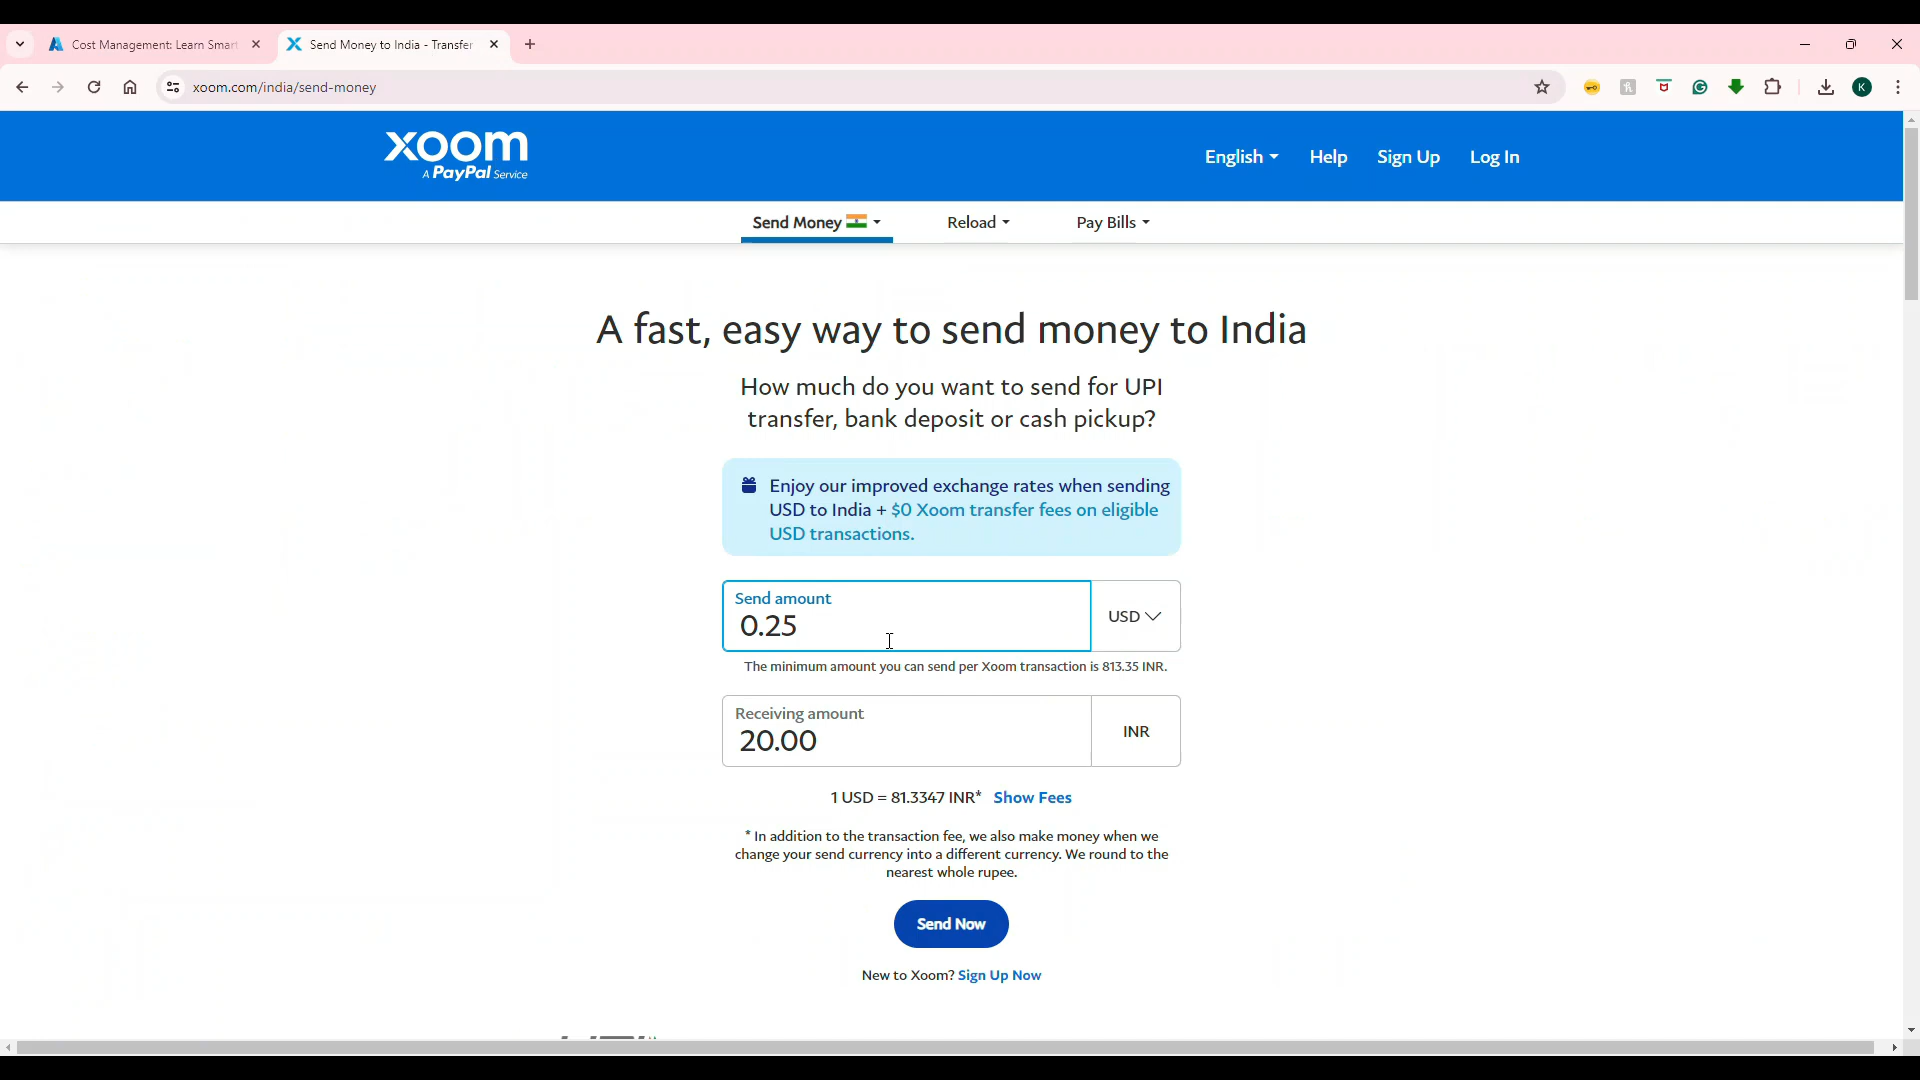 Cost Management: Learn Smar
Send Money to India - Transfer
xoom.com/india/send-money
K
xoom
A PayPal Service
English
Help
Sign Up
Log In
Send Money
Reload
Pay Bills
A fast, easy way to send money to India
How much do you want to send for UPI
transfer, bank deposit or cash pickup?
Enjoy our improved exchange rates when sending
USD to India + $0 Xoom transfer fees on eligible
USD transactions.
Send amount
0.25
USD
The minimum amount you can send per Xoom transaction is 813.35 INR.
Receiving amount
20.00
INR
1 USD = 81.3347 INR* Show Fees
* In addition to the transaction fee, we also make money when we
change your send currency into a different currency. We round to the
nearest whole rupee.
Send Now
New to Xoom? Sign Up Now